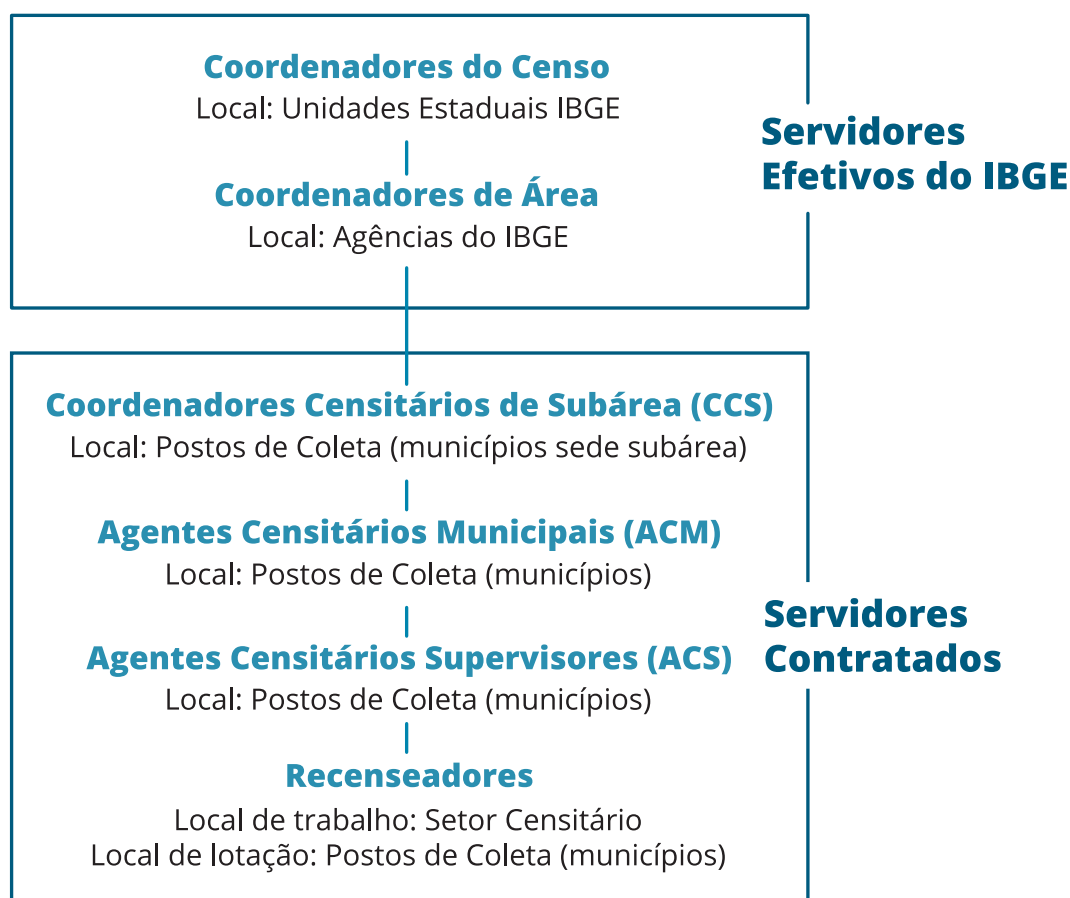 Coordenadores do Censo
Local: Unidades Estaduais IBGE
Coordenadores de Área
Local: Agências do IBGE
Servidores
Efetivos do IBGE
Coordenadores Censitários de Subárea (CCS)
Local: Postos de Coleta (municípios sede subárea)
Agentes Censitários Municipais (ACM)
Local: Postos de Coleta (municípios)
Agentes Censitários Supervisores (ACS)
Local: Postos de Coleta (municípios)
Recenseadores
Local de trabalho: Setor Censitário
Local de lotação: Postos de Coleta (municípios)
Servidores
Contratados